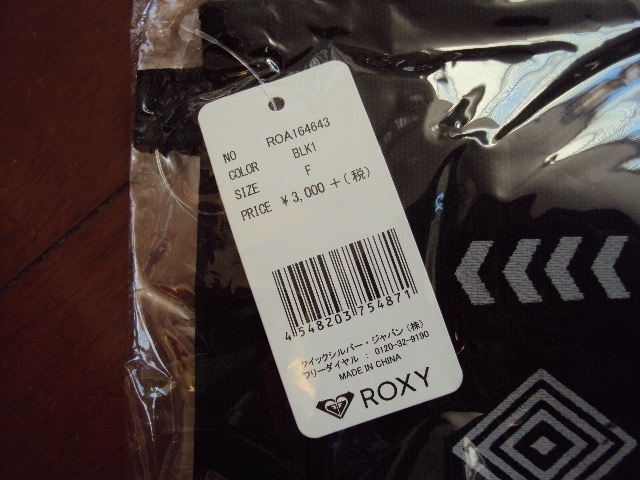 NO ROA164643
COLOR BLK1
SIZE F
PRICE ¥3,000+(税)
4548203754871
クイックシルバー・ジャパン(株)
フリーダイヤル : 0120-32-9190
MADE IN CHINA
ROXY